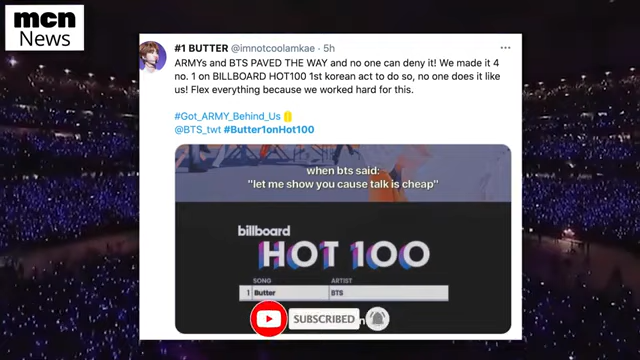 mcn
News
#1 BUTTER @imnotcoolamkae · 5h
ARMYs and BTS PAVED THE WAY and no one can deny it! We made it 4
no. 1 on BILLBOARD HOT100 1st korean act to do so, no one does it like
us! Flex everything because we worked hard for this.
#Got_ARMY_Behind_Us
@BTS_twt #Butter1onHot100
when bts said:
"let me show you cause talk is cheap"
billboard
HOT 100
SONG ARTIST
1 Butter BTS
SUBSCRIBED